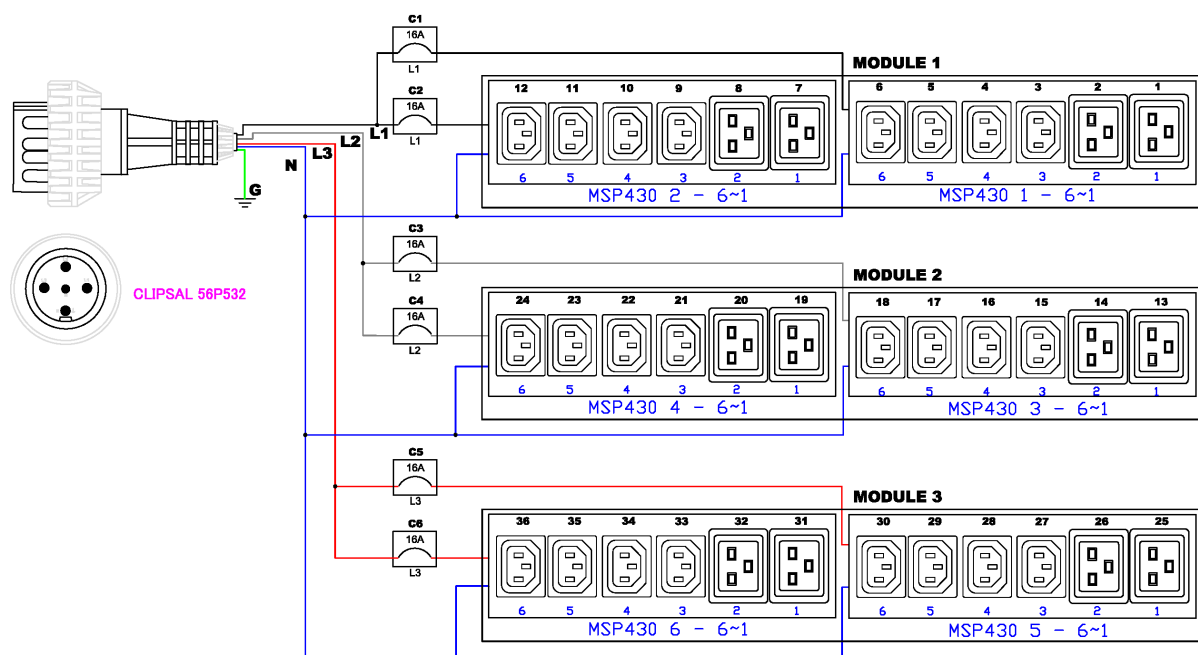 C1
16A
L1
MODULE 1
C2
16A
L1
12 11 10 9 8 7
6 5 4 3 2 1
L1
L2
L3
N
G
6 5 4 3 2 1
6 5 4 3 2 1
MSP430 2 - 6~1
MSP430 1 - 6~1
C3
16A
L2
MODULE 2
CLIPSAL 56P532
C4
16A
L2
24 23 22 21 20 19
18 17 16 15 14 13
6 5 4 3 2 1
6 5 4 3 2 1
MSP430 4 - 6~1
MSP430 3 - 6~1
C5
16A
L3
MODULE 3
C6
16A
L3
36 35 34 33 32 31
30 29 28 27 26 25
6 5 4 3 2 1
6 5 4 3 2 1
MSP430 6 - 6~1
MSP430 5 - 6~1